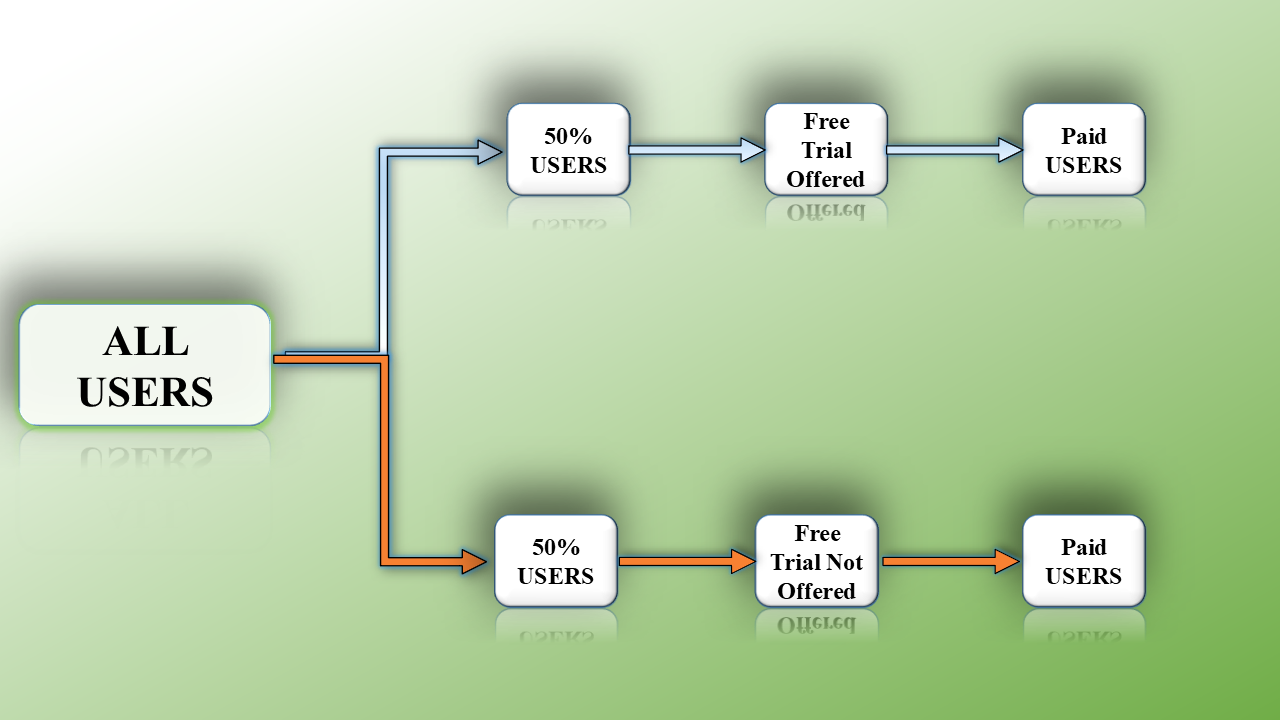 ALL
USERS
50%
USERS
Free
Trial
Offered
Paid
USERS
50%
USERS
Free
Trial Not
Offered
Paid
USERS